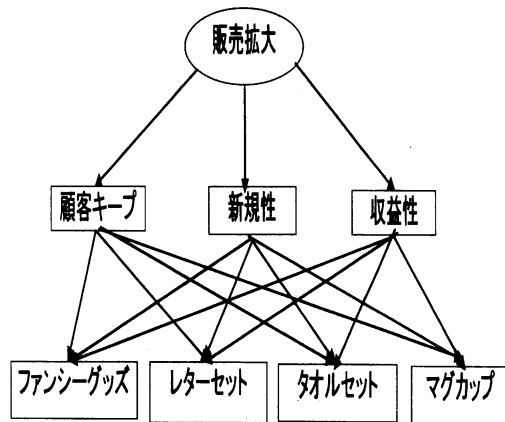 販売拡大
顧客キープ
新規性
収益性
ファンシーグッズ
レターセット
タオルセット
マグカップ